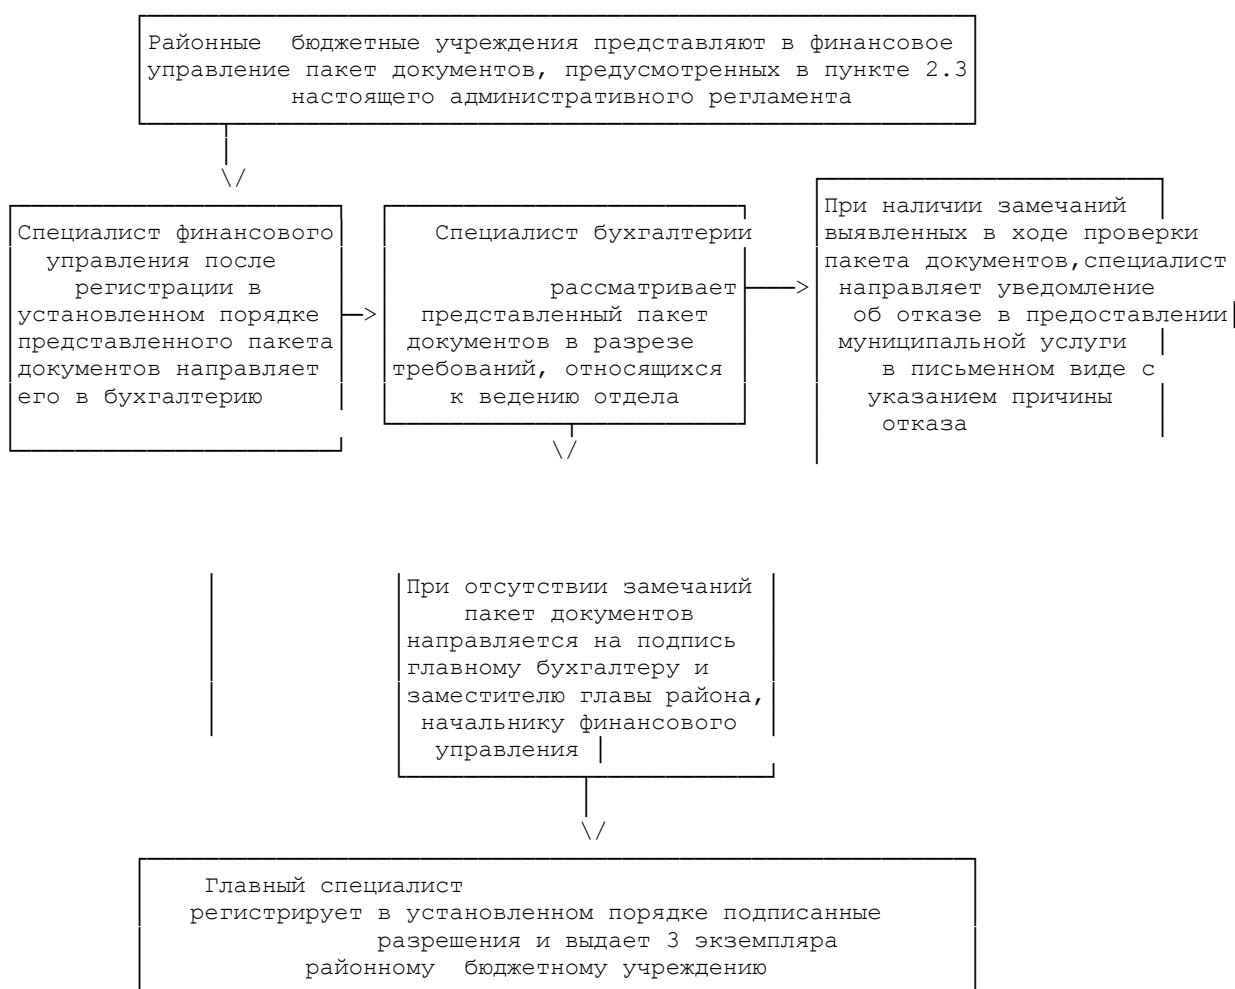 Районные бюджетные учреждения представляют в финансовое
управление пакет документов, предусмотренных в пункте 2.3
настоящего административного регламента
Специалист финансового
управления после
регистрации в
установленном порядке
представленного пакета
документов направляет
его в бухгалтерию
Специалист бухгалтерии
рассматривает
представленный пакет
документов в разрезе
требований, относящихся
к ведению отдела
При наличии замечаний
выявленных в ходе проверки
пакета документов,специалист
направляет уведомление
об отказе в предоставлении
муниципальной услуги
в письменном виде с
указанием причины
отказа
При отсутствии замечаний
пакет документов
направляется на подпись
главному бухгалтеру и
заместителю главы района,
начальнику финансового
управления
Главный специалист
регистрирует в установленном порядке подписанные
разрешения и выдает 3 экземпляра
районному бюджетному учреждению